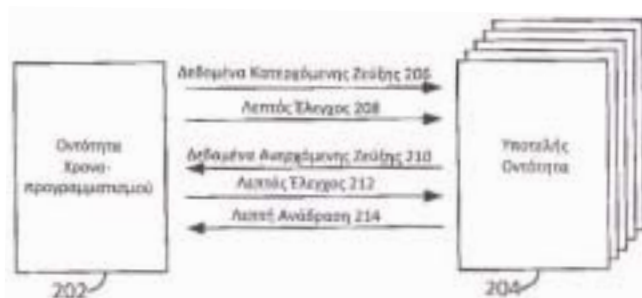 Δεδομένα Κατερχόμενης Ζεύξης 206
Λεπτός Έλεγχος 208
Οντότητα
Χρονο-
προγραμματισμού
Δεδομένα Ανερχόμενης Ζεύξης 210
Λεπτός Έλεγχος 212
Λεπτή Ανάδραση 214
Υποτελής
Οντότητα
202
204